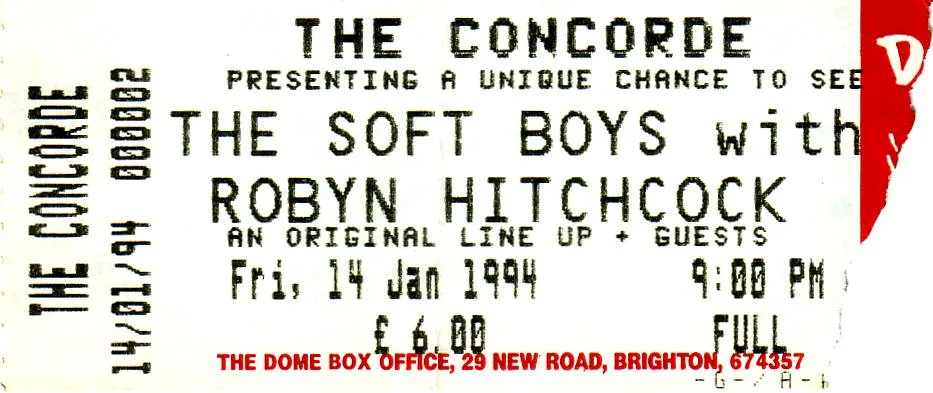 THE CONCORDE
14/01/94 000002
THE CONCORDE
PRESENTING A UNIQUE CHANCE TO SEE
THE SOFT BOYS with
ROBYN HITCHCOCK
AN ORIGINAL LINE UP + GUESTS
Fri, 14 Jan 1994 9:00 PM
£ 6.00 FULL
THE DOME BOX OFFICE, 29 NEW ROAD, BRIGHTON, 674357
D